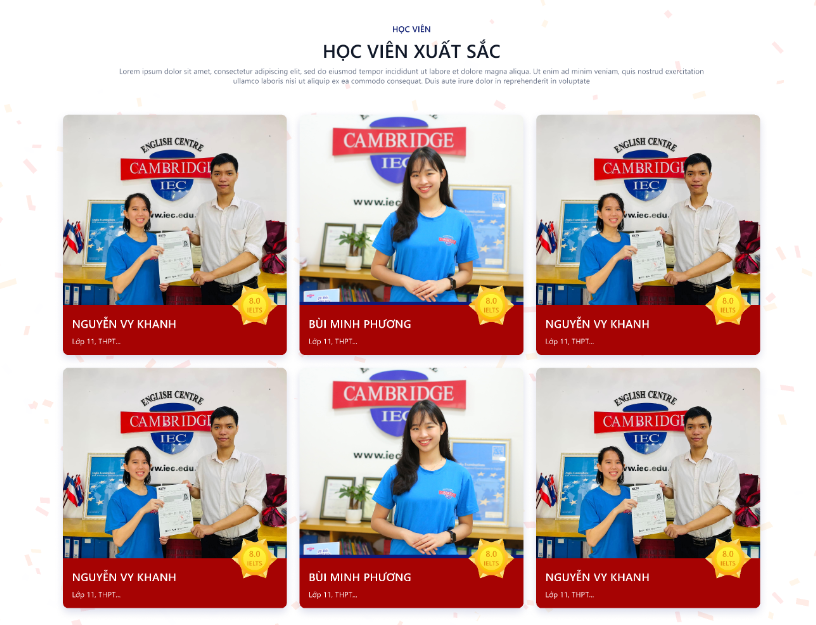 HỌC VIÊN
HỌC VIÊN XUẤT SẮC
Lorem ipsum dolor sit amet, consectetur adipiscing elit, sed do eiusmod tempor incididunt ut labore et dolore magna aliqua. Ut enim ad minim veniam, quis nostrud exercitation
ullamco laboris nisi ut aliquip ex ea commodo consequat. Duis aute irure dolor in reprehenderit in voluptate
ENGLISH CENTRE
CAMBRIDGE
IEC
www.iec.edu.
8.0
IELTS
NGUYỄN VY KHANH
Lớp 11, THPT...
CAMBRIDGE
IEC
www.iec
8.0
IELTS
BÙI MINH PHƯƠNG
Lớp 11, THPT...
ENGLISH CENTRE
CAMBRIDGE
IEC
www.iec.edu.
8.0
IELTS
NGUYỄN VY KHANH
Lớp 11, THPT...
ENGLISH CENTRE
CAMBRIDGE
IEC
www.iec.edu.
8.0
IELTS
NGUYỄN VY KHANH
Lớp 11, THPT...
CAMBRIDGE
IEC
www.iec
8.0
IELTS
BÙI MINH PHƯƠNG
Lớp 11, THPT...
ENGLISH CENTRE
CAMBRIDGE
IEC
www.iec.edu.
8.0
IELTS
NGUYỄN VY KHANH
Lớp 11, THPT...